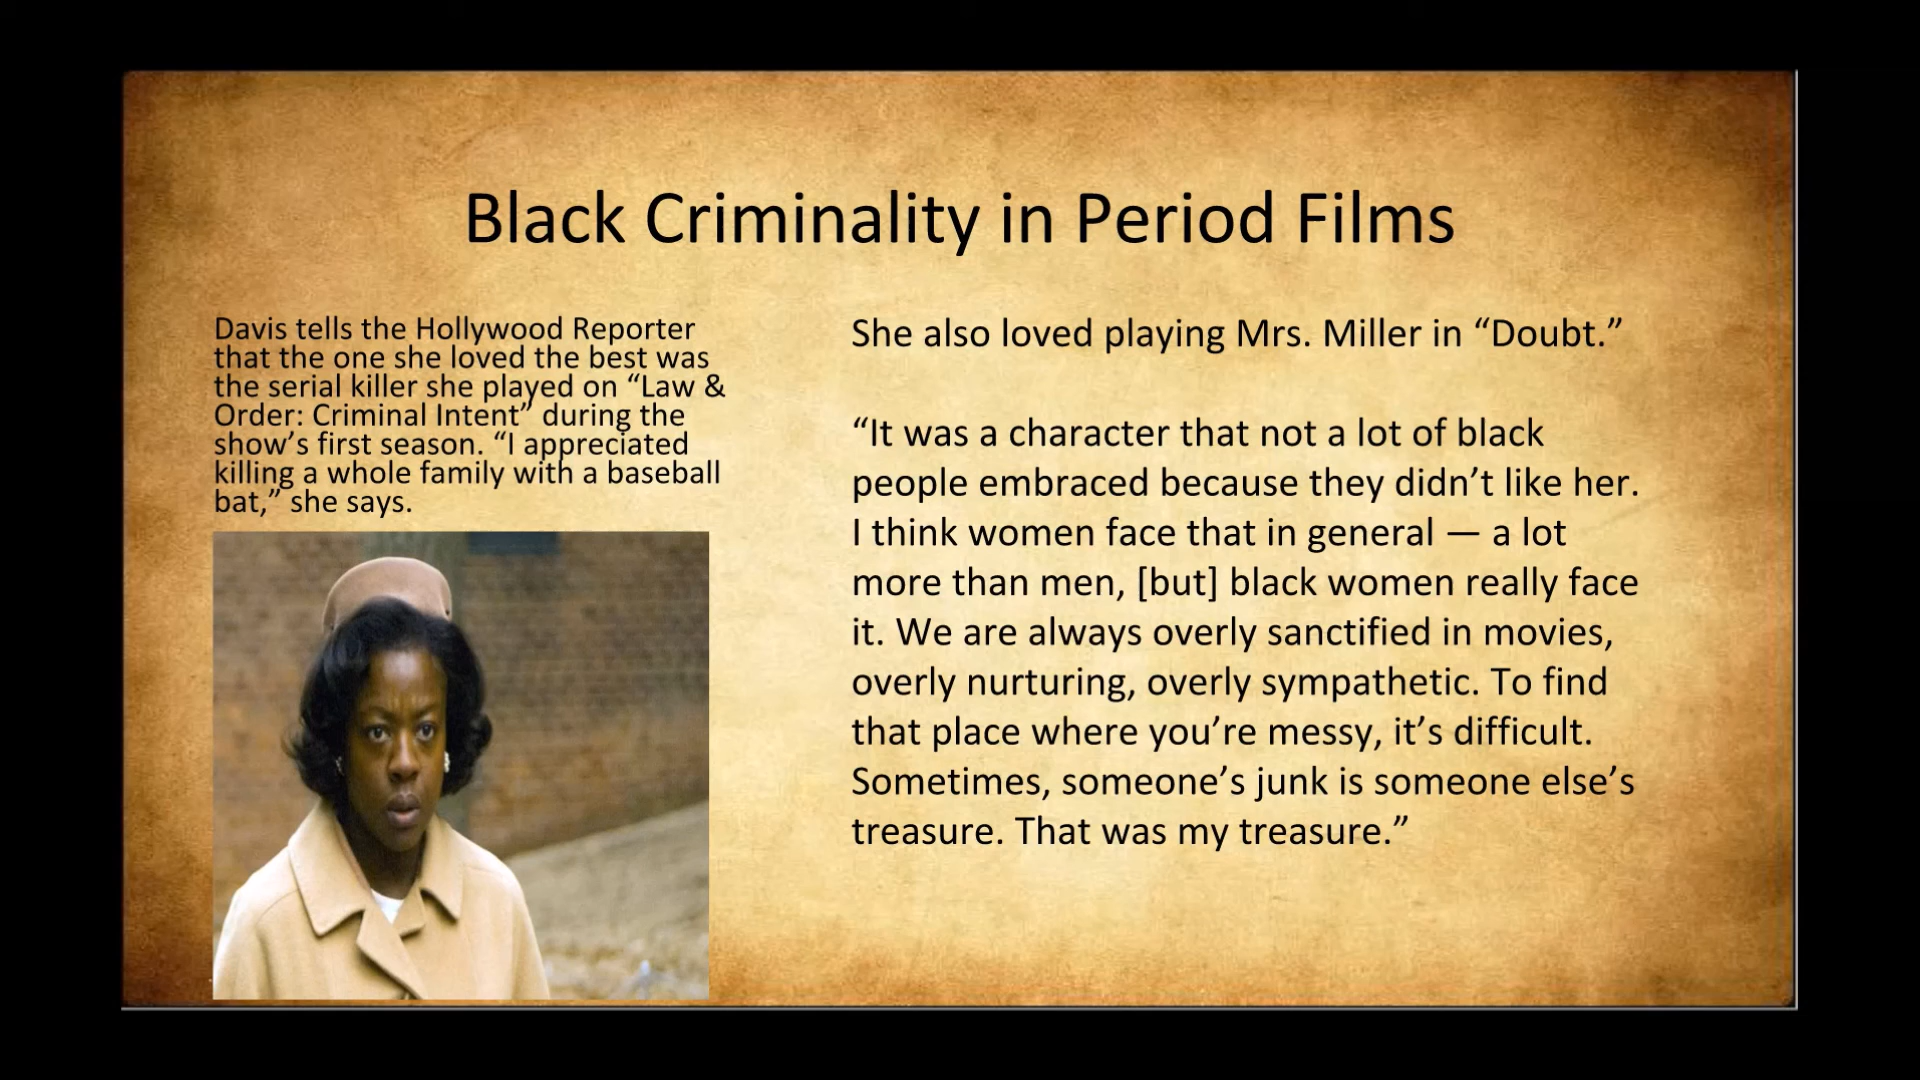 Black Criminality in Period Films
Davis tells the Hollywood Reporter
that the one she loved the best was
the serial killer she played on “Law &
Order: Criminal Intent” during the
show’s first season. “I appreciated
killing a whole family with a baseball
bat,” she says.
She also loved playing Mrs. Miller in “Doubt.”
“It was a character that not a lot of black
people embraced because they didn’t like her.
I think women face that in general — a lot
more than men, [but] black women really face
it. We are always overly sanctified in movies,
overly nurturing, overly sympathetic. To find
that place where you’re messy, it’s difficult.
Sometimes, someone’s junk is someone else’s
treasure. That was my treasure.”